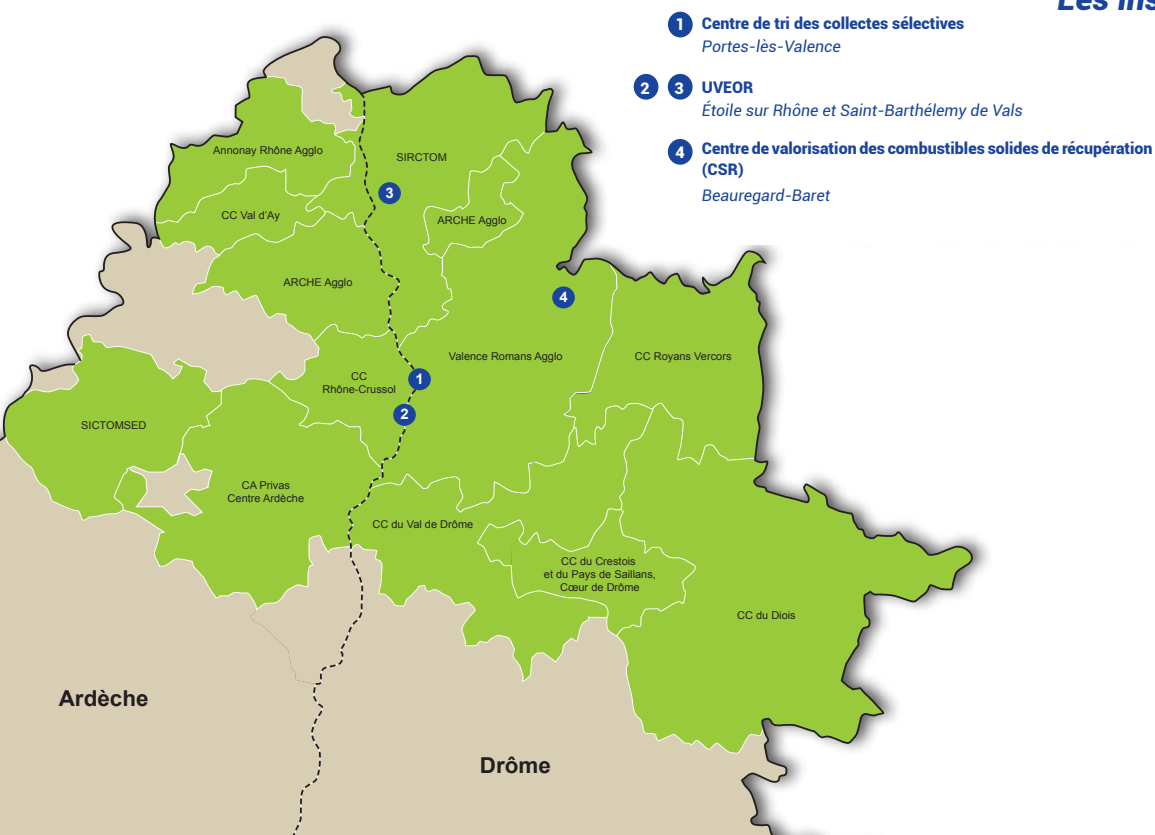 Les Ins
1 Centre de tri des collectes sélectives
Portes-lès-Valence
2 3 UVEOR
Étoile sur Rhône et Saint-Barthélemy de Vals
4 Centre de valorisation des combustibles solides de récupération
(CSR)
Beauregard-Baret
Annonay Rhône Agglo
SIRCTOM
3
CC Val d'Ay
ARCHE Agglo
ARCHE Agglo
4
Valence Romans Agglo
CC Royans Vercors
CC
Rhône-Crussol
1
2
SICTOMSED
CA Privas
Centre Ardèche
CC du Val de Drôme
CC du Crestois
et du Pays de Saillans,
Cœur de Drôme
CC du Diois
Ardèche
Drôme